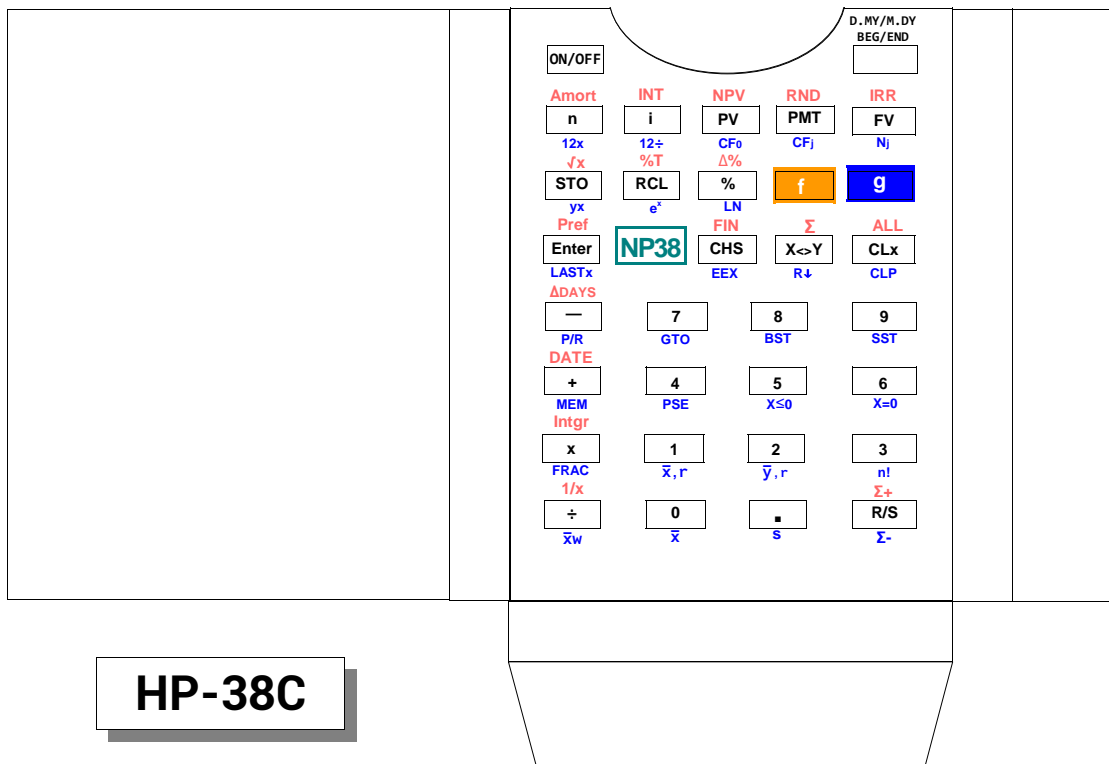 D.MY/M.DY
BEG/END
ON/OFF
Amort INT NPV RND IRR
n i PV PMT FV
12x 12÷ CF₀ CFⱼ Nⱼ
√x %T Δ%
STO RCL % f g
yx eˣ LN
Pref FIN Σ ALL
Enter NP38 CHS X<>Y CLx
LASTx EEX R↓ CLP
ΔDAYS
— 7 8 9
P/R GTO BST SST
DATE
+ 4 5 6
MEM PSE X≤0 X=0
Intgr
x 1 2 3
FRAC x̅,r y̅,r n!
1/x Σ+
÷ 0 . R/S
x̅w x̅ s Σ-
HP-38C